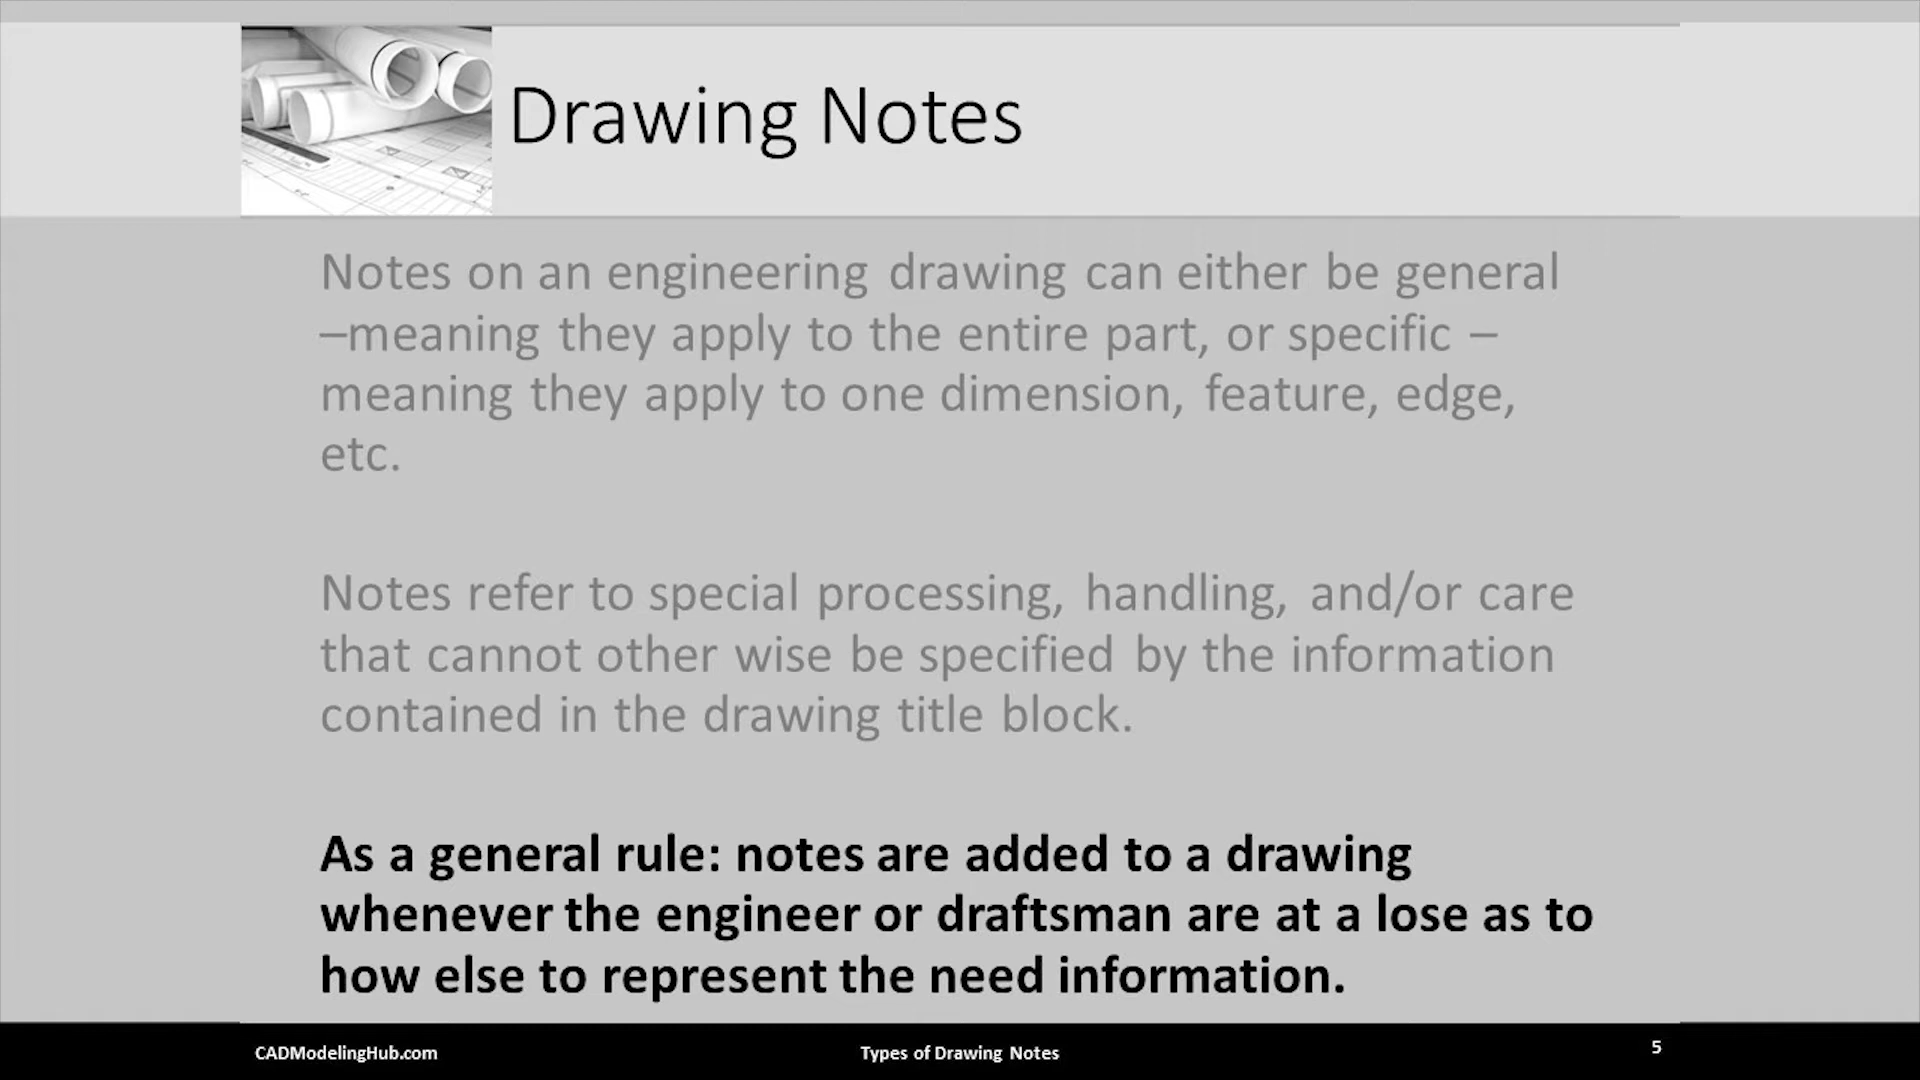 Drawing Notes
Notes on an engineering drawing can either be general
–meaning they apply to the entire part, or specific –
meaning they apply to one dimension, feature, edge,
etc.
Notes refer to special processing, handling, and/or care
that cannot other wise be specified by the information
contained in the drawing title block.
As a general rule: notes are added to a drawing
whenever the engineer or draftsman are at a lose as to
how else to represent the need information.
CADModelingHub.com
Types of Drawing Notes
5